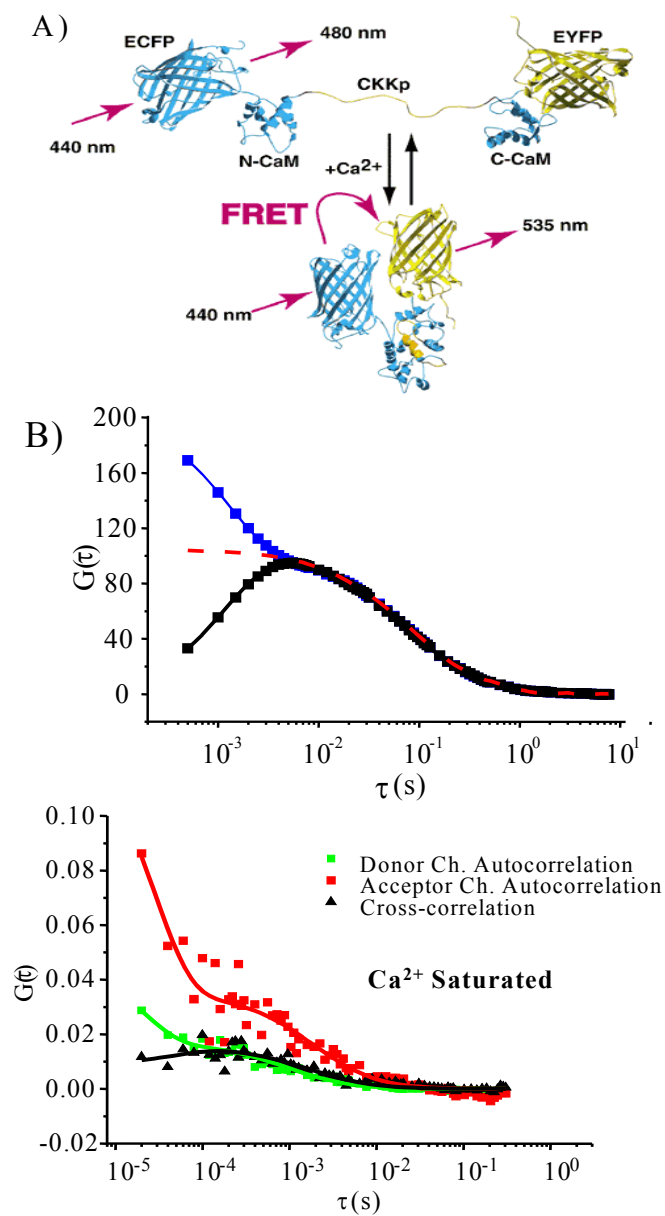 A)
ECFP
480 nm
EYFP
CKKp
440 nm
N-CaM
C-CaM
+Ca2+
FRET
535 nm
440 nm
B)
200
160
120
80
40
0
G(τ)
10⁻³ 10⁻² 10⁻¹ 10⁰ 10¹
τ(s)
0.10
0.08
0.06
0.04
0.02
0.00
-0.02
G(τ)
Donor Ch. Autocorrelation
Acceptor Ch. Autocorrelation
Cross-correlation
Ca²⁺ Saturated
10⁻⁵ 10⁻⁴ 10⁻³ 10⁻² 10⁻¹ 10⁰
τ(s)